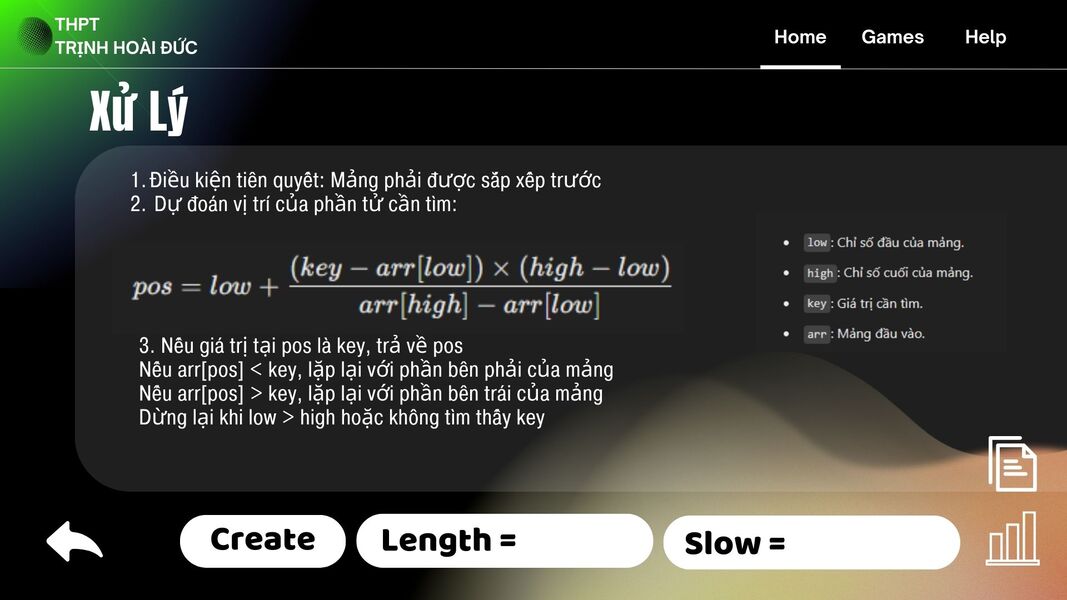 THPT
TRỊNH HOÀI ĐỨC
Home
Games
Help
Xử Lý
1. Điều kiện tiên quyết: Mảng phải được sắp xếp trước
2. Dự đoán vị trí của phần tử cần tìm:
pos = low + (key − arr[low]) × (high − low) / arr[high] − arr[low]
low: Chỉ số đầu của mảng.
high: Chỉ số cuối của mảng.
key: Giá trị cần tìm.
arr: Mảng đầu vào.
3. Nếu giá trị tại pos là key, trả về pos
Nếu arr[pos] < key, lặp lại với phần bên phải của mảng
Nếu arr[pos] > key, lặp lại với phần bên trái của mảng
Dừng lại khi low > high hoặc không tìm thấy key
Create
Length =
Slow =